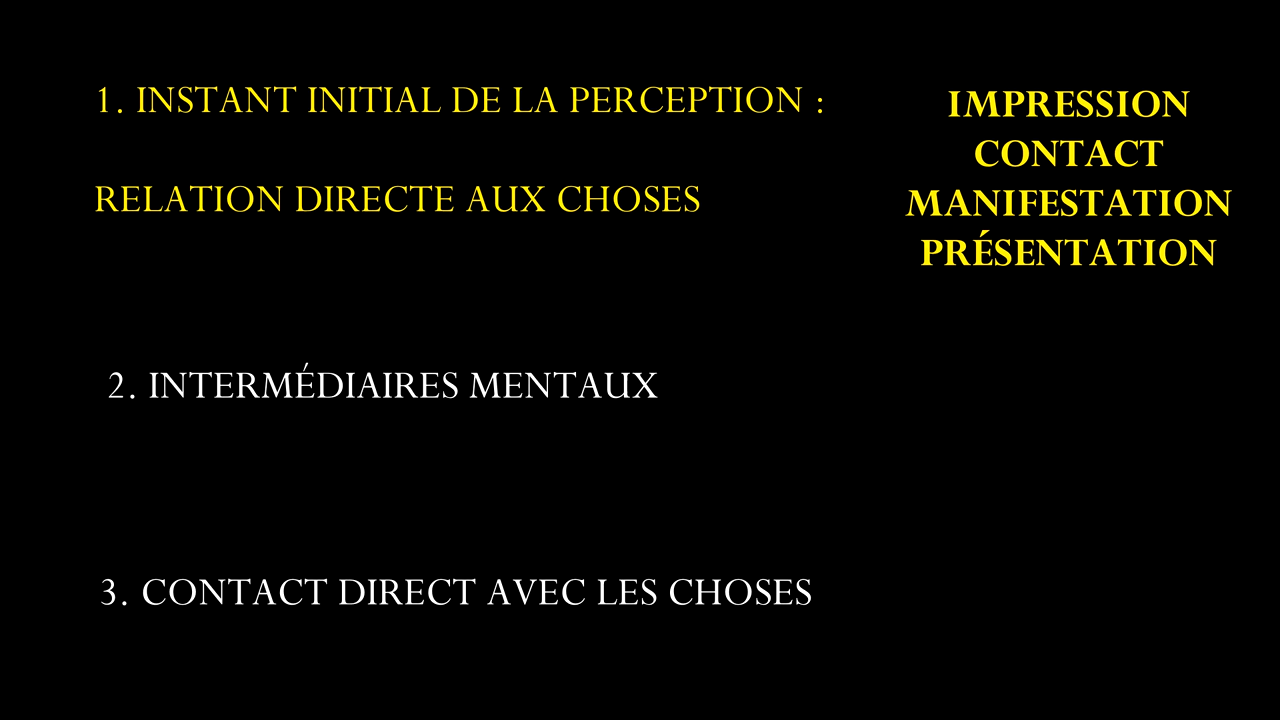 1. INSTANT INITIAL DE LA PERCEPTION :
RELATION DIRECTE AUX CHOSES
IMPRESSION
CONTACT
MANIFESTATION
PRÉSENTATION
2. INTERMÉDIAIRES MENTAUX
3. CONTACT DIRECT AVEC LES CHOSES